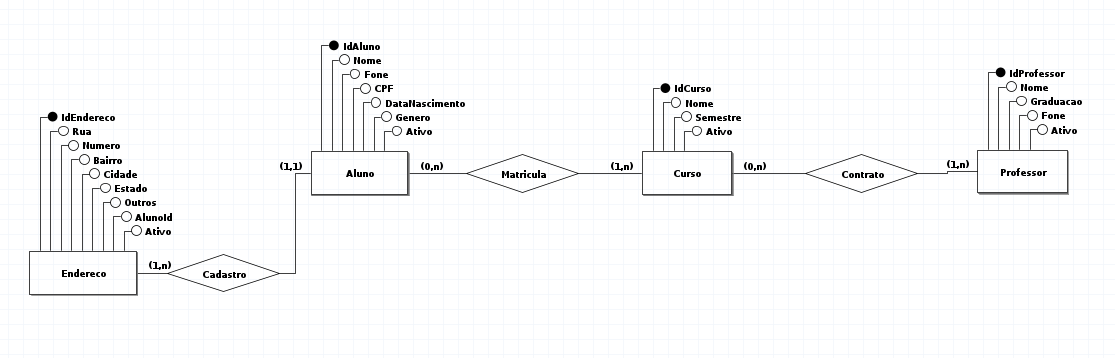 IdEndereco
Rua
Numero
Bairro
Cidade
Estado
Outros
AlunoId
Ativo
Endereco
(1,n)
Cadastro
(1,1)
IdAluno
Nome
Fone
CPF
DataNascimento
Genero
Ativo
Aluno
(0,n)
Matricula
(1,n)
IdCurso
Nome
Semestre
Ativo
Curso
(0,n)
Contrato
(1,n)
IdProfessor
Nome
Graduacao
Fone
Ativo
Professor